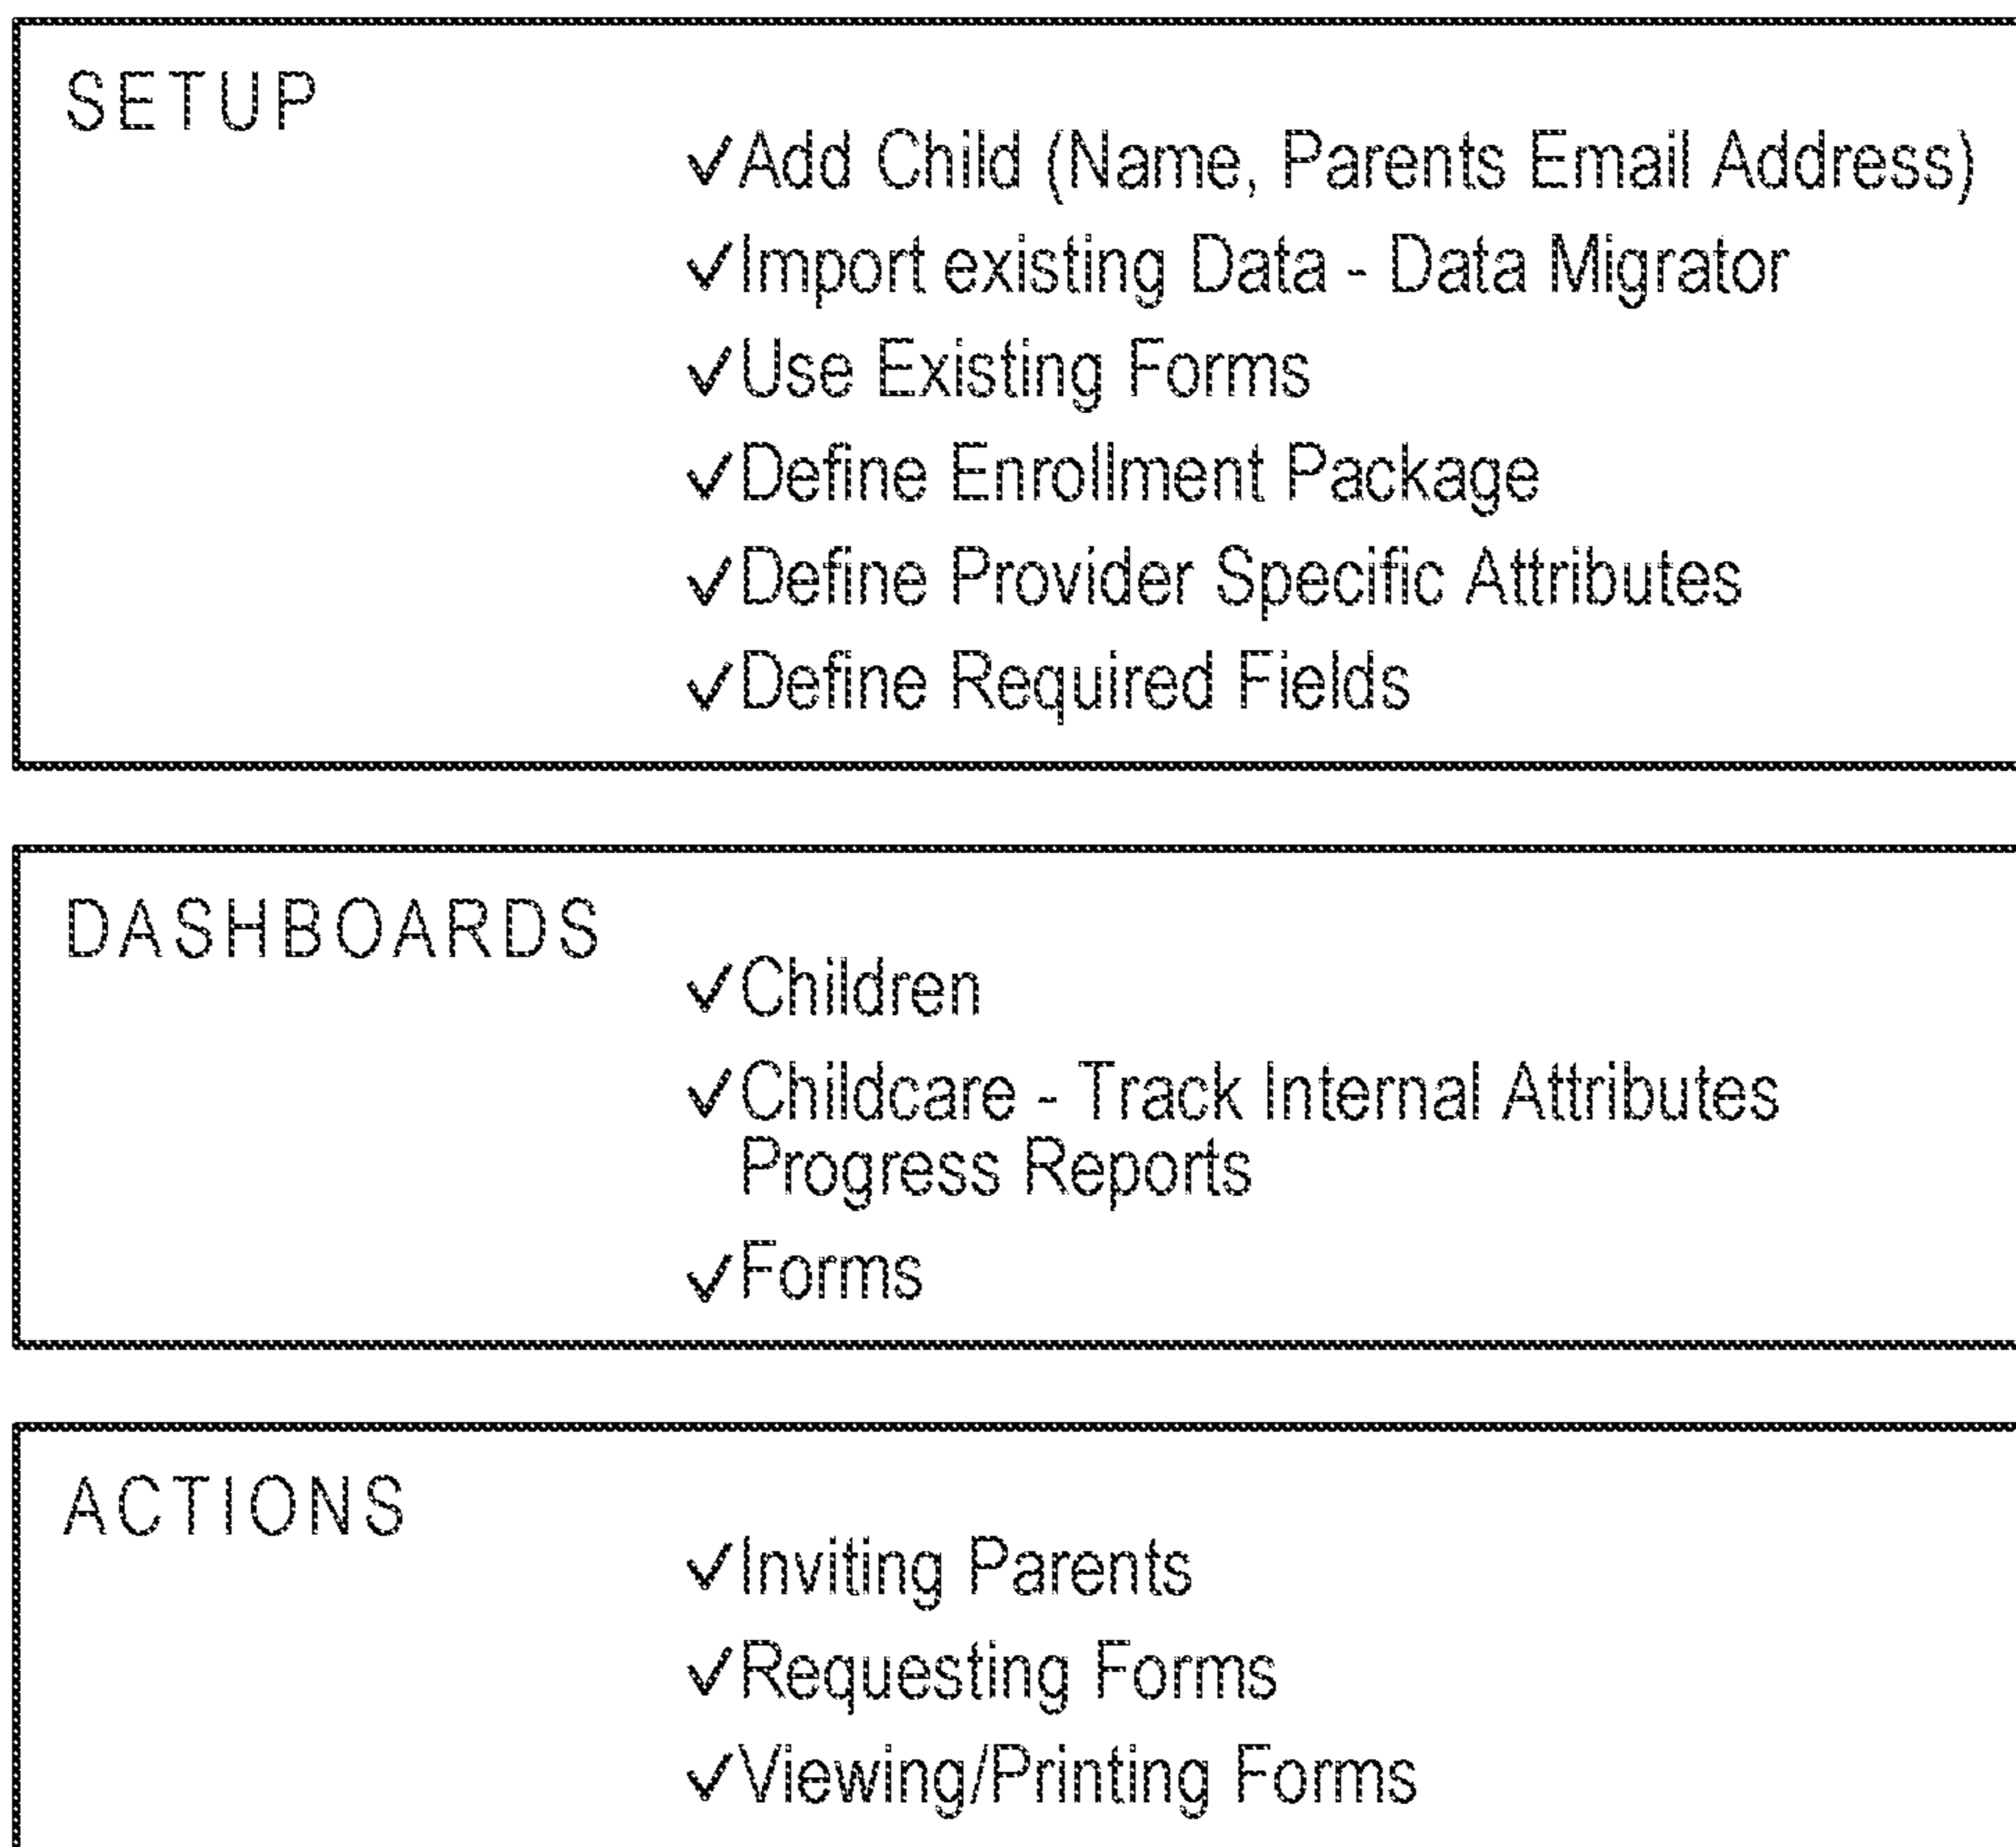 SETUP
✓Add Child (Name, Parents Email Address)
✓Import existing Data - Data Migrator
✓Use Existing Forms
✓Define Enrollment Package
✓Define Provider Specific Attributes
✓Define Required Fields
DASHBOARDS
✓Children
✓Childcare - Track Internal Attributes
Progress Reports
✓Forms
ACTIONS
✓Inviting Parents
✓Requesting Forms
✓Viewing/Printing Forms